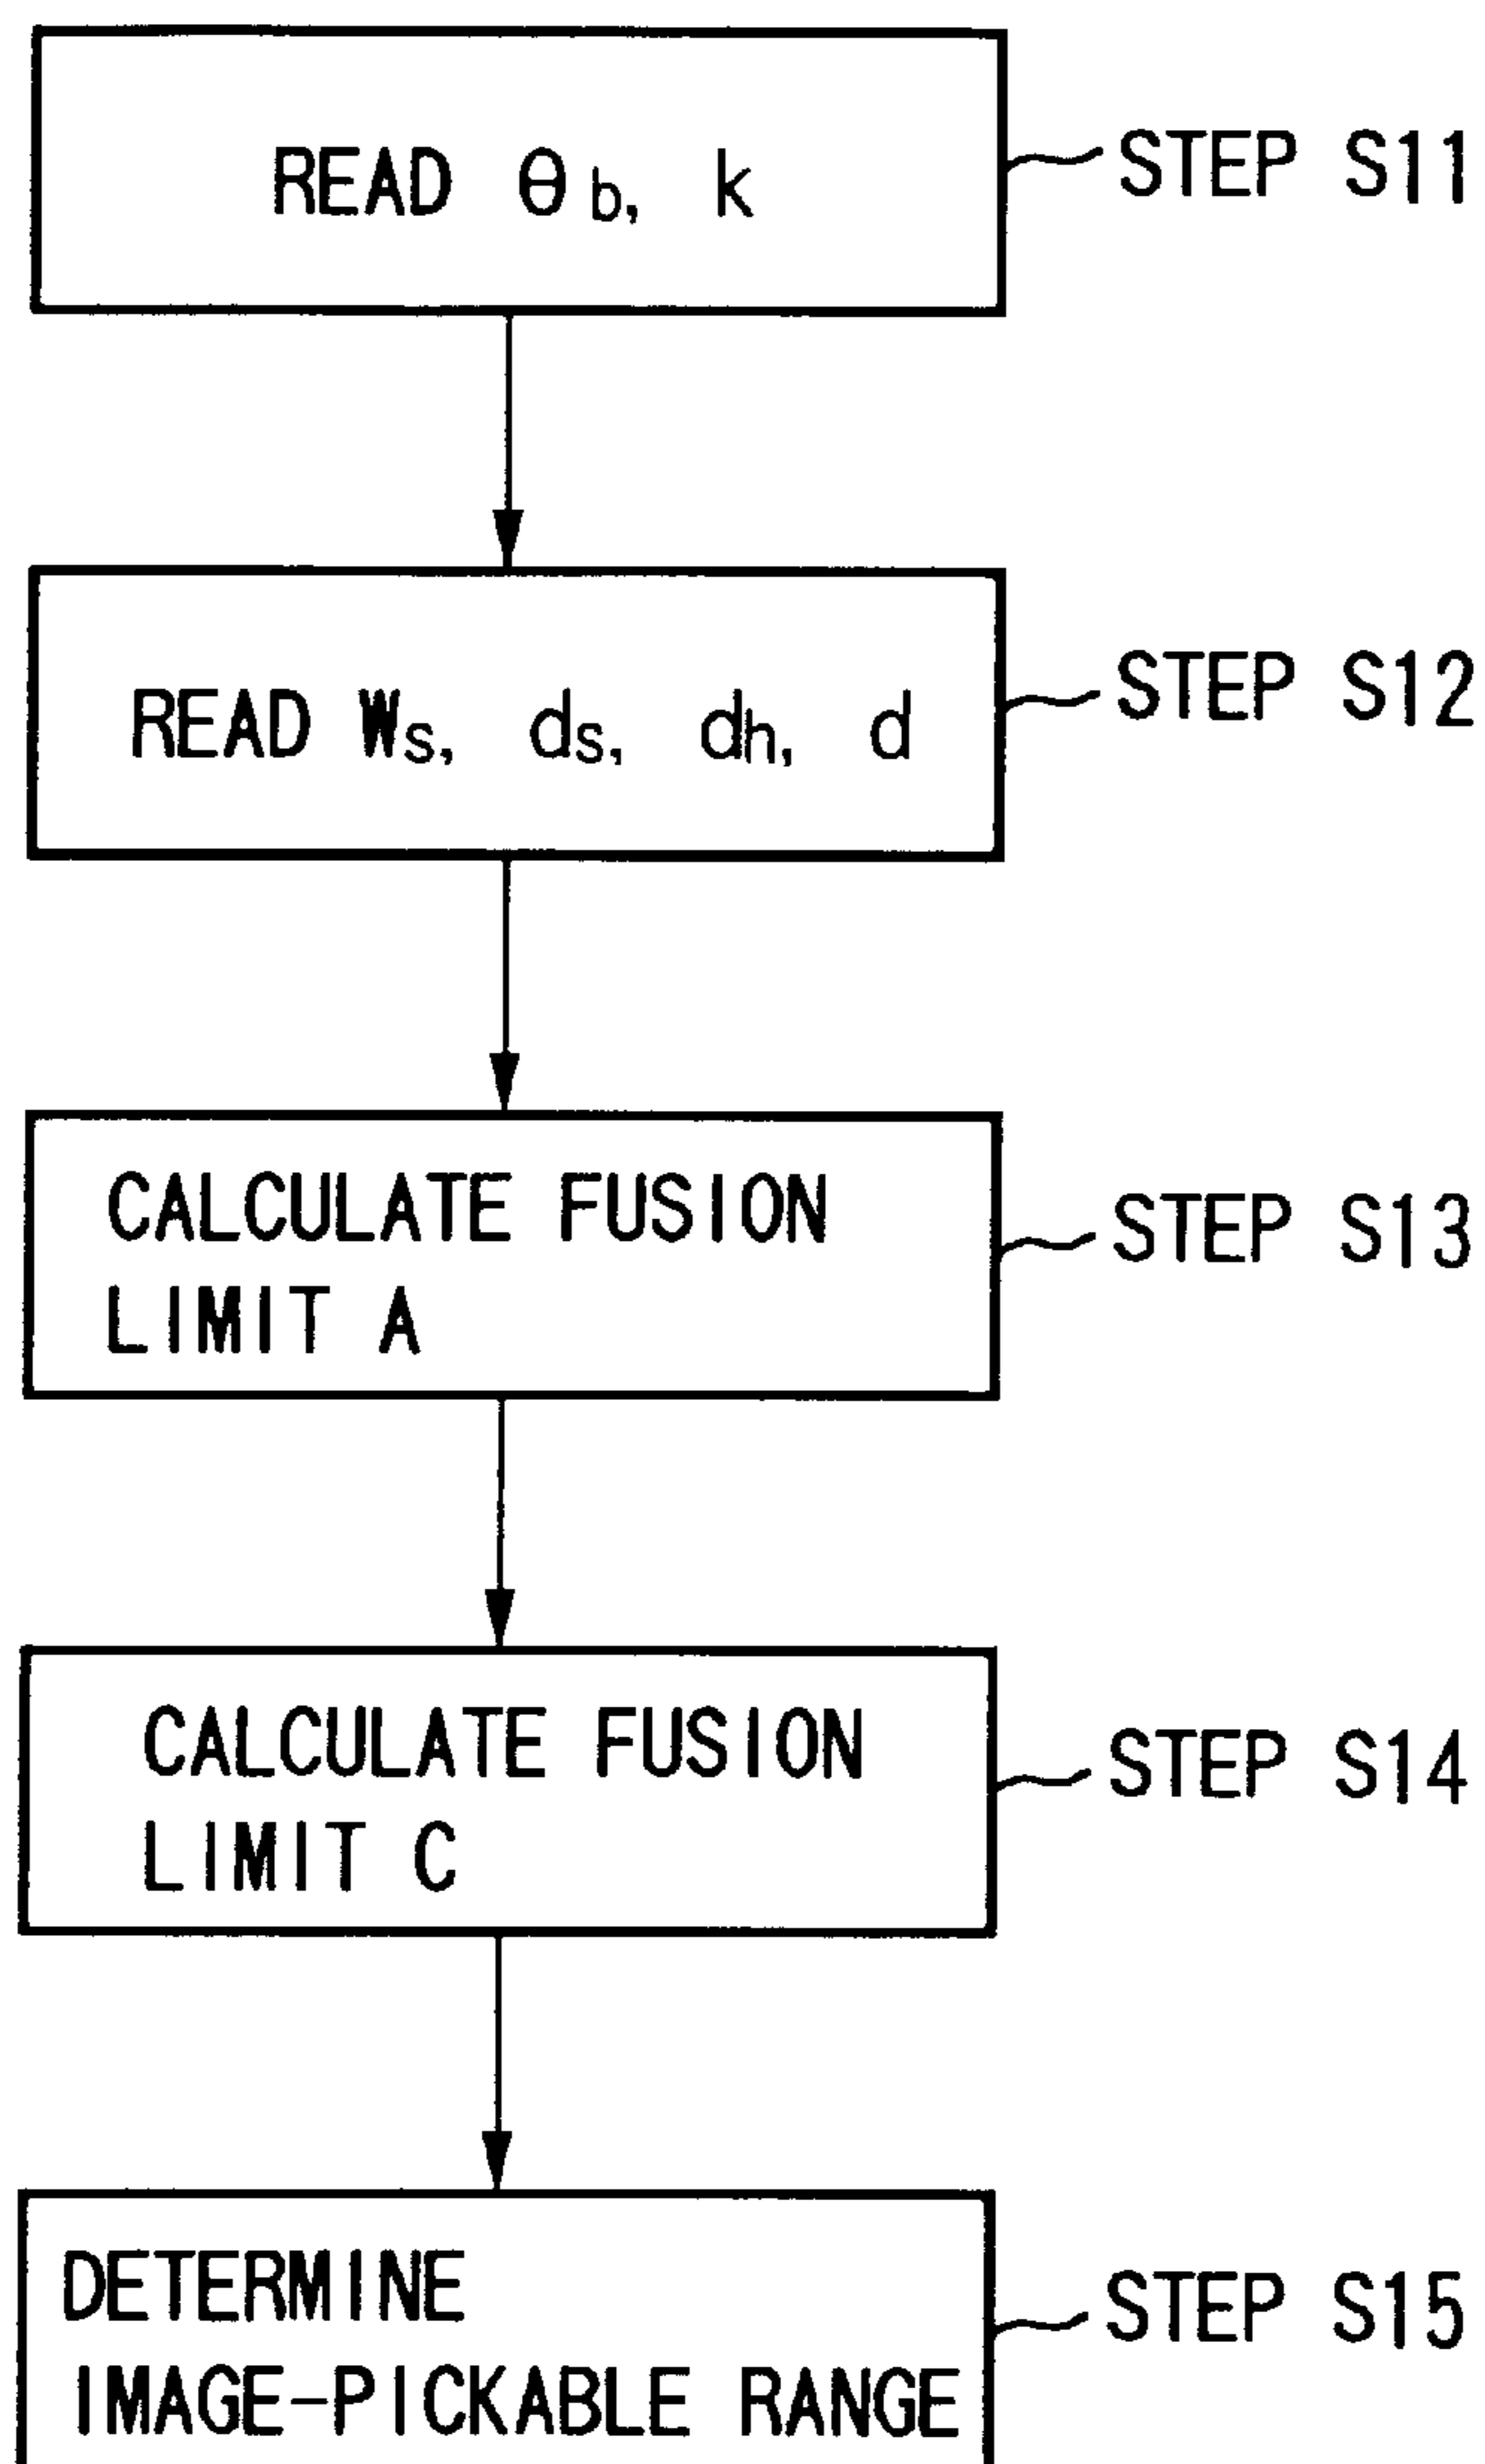 READ θb, k
STEP S11
READ Ws, ds, dh, d
STEP S12
CALCULATE FUSION
LIMIT A
STEP S13
CALCULATE FUSION
LIMIT C
STEP S14
DETERMINE
IMAGE-PICKABLE RANGE
STEP S15